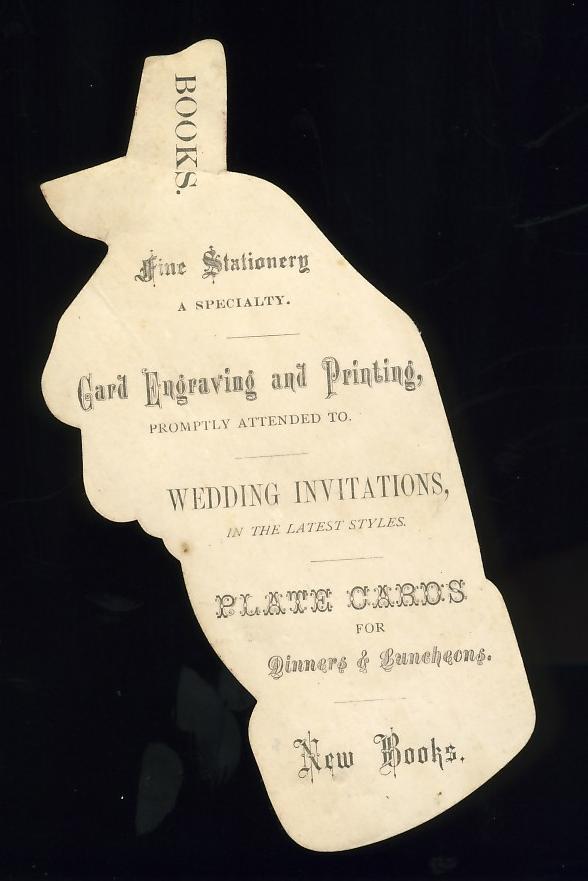 BOOKS.
Fine Stationery
A SPECIALTY.
Card Engraving and Printing,
PROMPTLY ATTENDED TO.
WEDDING INVITATIONS,
IN THE LATEST STYLES.
PLATE CARDS
FOR
Dinners & Luncheons.
New Books.